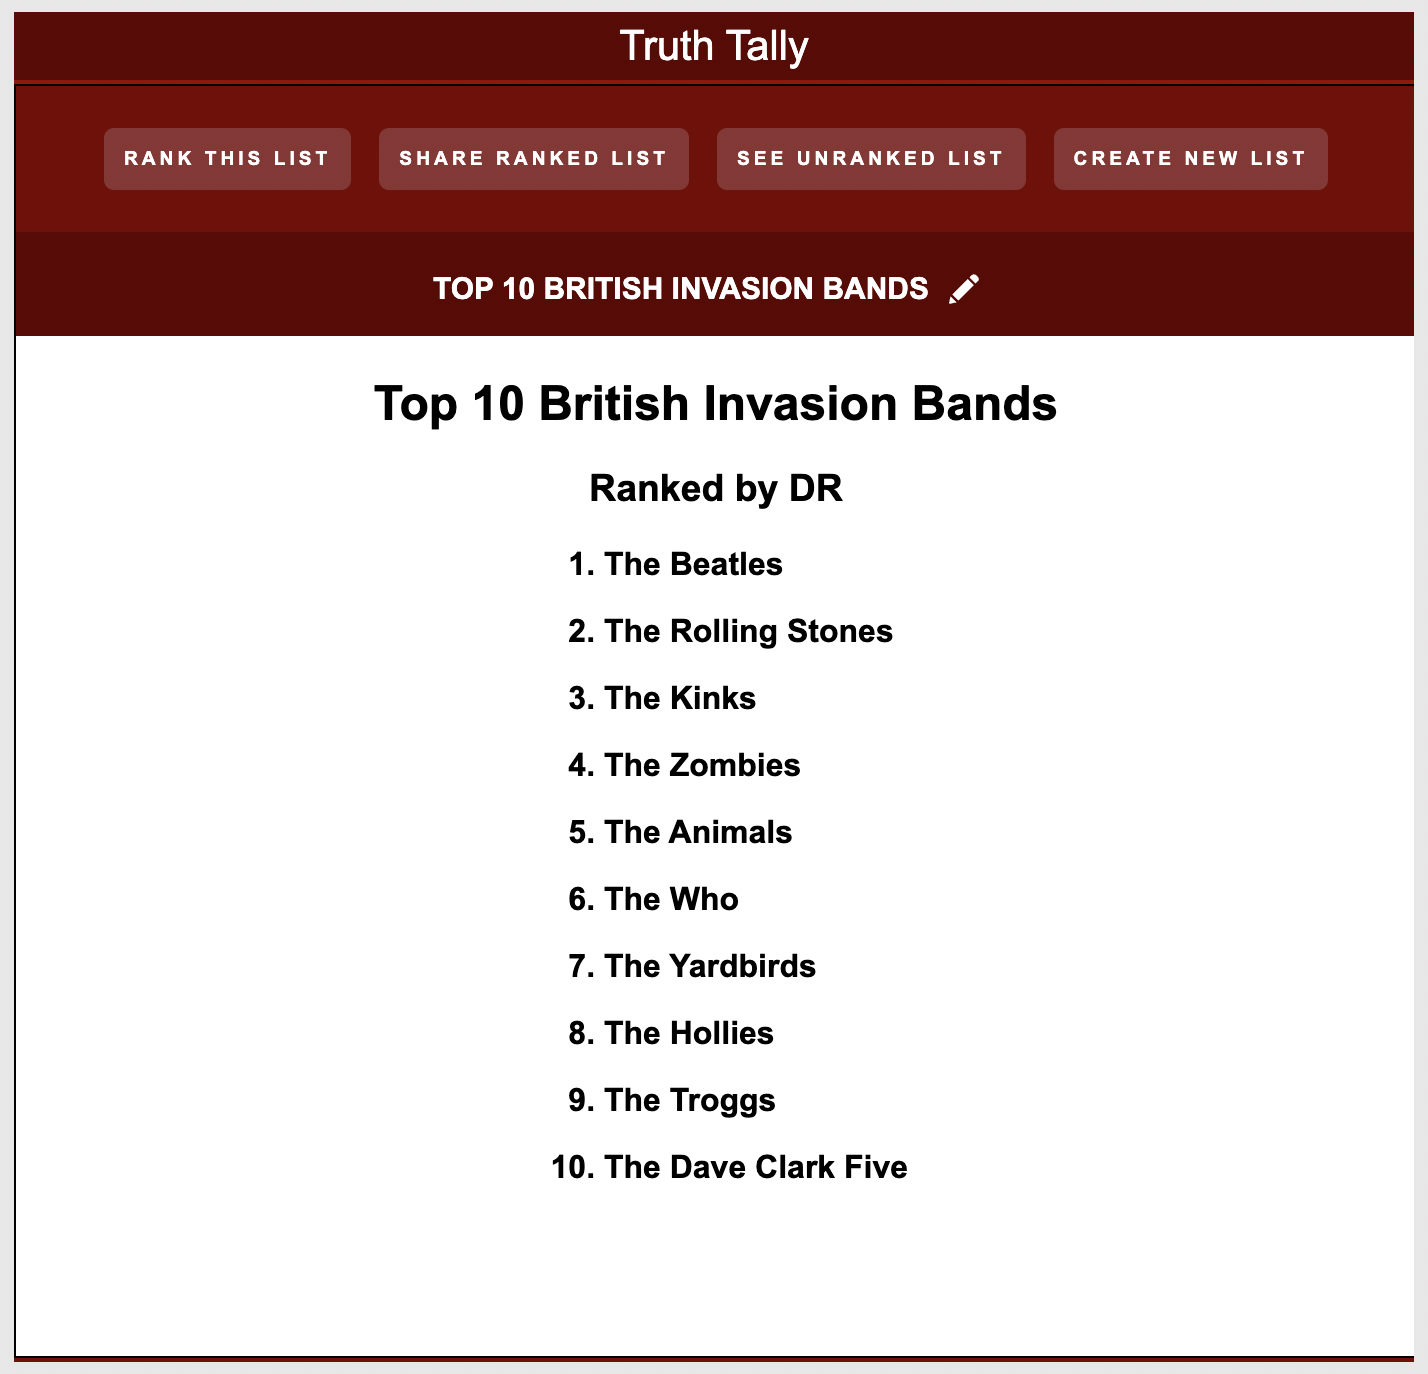 Truth Tally
RANK THIS LIST
SHARE RANKED LIST
SEE UNRANKED LIST
CREATE NEW LIST
TOP 10 BRITISH INVASION BANDS
Top 10 British Invasion Bands
Ranked by DR
1. The Beatles
2. The Rolling Stones
3. The Kinks
4. The Zombies
5. The Animals
6. The Who
7. The Yardbirds
8. The Hollies
9. The Troggs
10. The Dave Clark Five